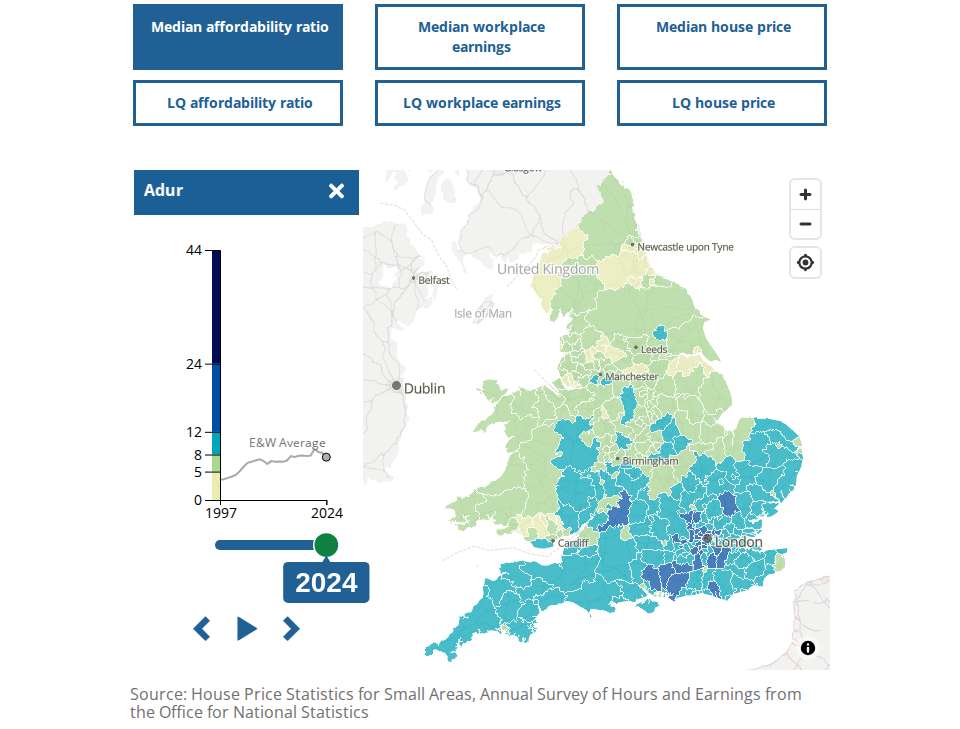 Median affordability ratio
Median workplace
earnings
Median house price
LQ affordability ratio
LQ workplace earnings
LQ house price
Adur
44
24
12
8
5
0
E&W Average
1997
2024
2024
Glasgow
Newcastle upon Tyne
United Kingdom
Belfast
Isle of Man
Leeds
Manchester
Dublin
Birmingham
Cardiff
London
Source: House Price Statistics for Small Areas, Annual Survey of Hours and Earnings from
the Office for National Statistics